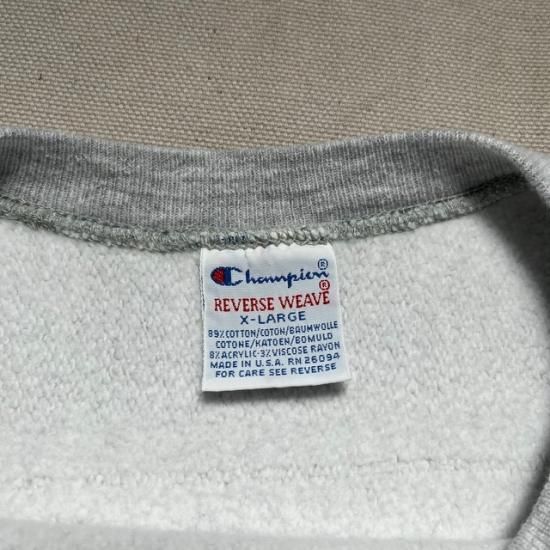 Champion®
REVERSE WEAVE®
X-LARGE
89% COTTON/COTON/BAUMWOLLE
COTONE/KATOEN/BOMULD
8% ACRYLIC·3% VISCOSE RAYON
MADE IN U.S.A. RN 26094
FOR CARE SEE REVERSE